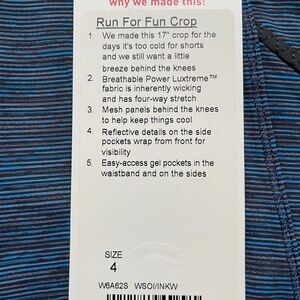 why we made this?
Run For Fun Crop
1. We made this 17" crop for the
days it's too cold for shorts
and we still want a little
breeze behind the knees
2. Breathable Power Luxtreme™
fabric is inherently wicking
and has four-way stretch
3. Mesh panels behind the knees
to help keep things cool
4. Reflective details on the side
pockets wrap from front for
visibility
5. Easy-access gel pockets in the
waistband and on the sides
SIZE
4
W6A62S WSOI/INKW